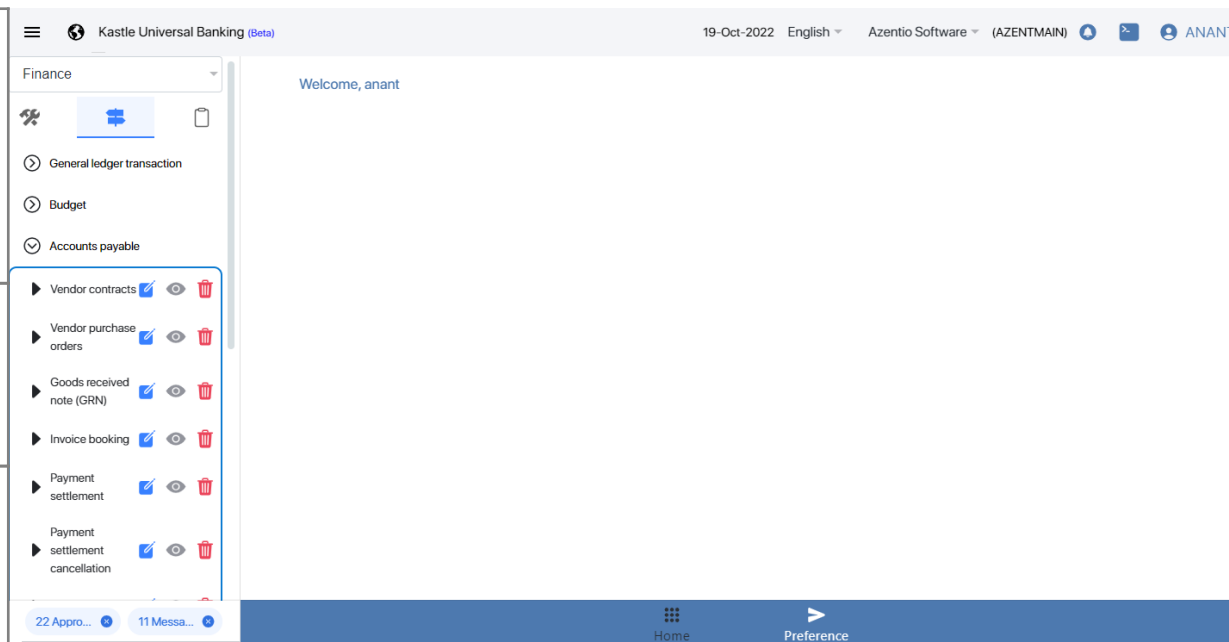 Kastle Universal Banking (Beta)
19-Oct-2022 English Azentio Software (AZENTMAIN) ANANT
Finance
Welcome, anant
General ledger transaction
Budget
Accounts payable
Vendor contracts
Vendor purchase
orders
Goods received
note (GRN)
Invoice booking
Payment
settlement
Payment
settlement
cancellation
22 Appro...
11 Messa...
Home
Preference